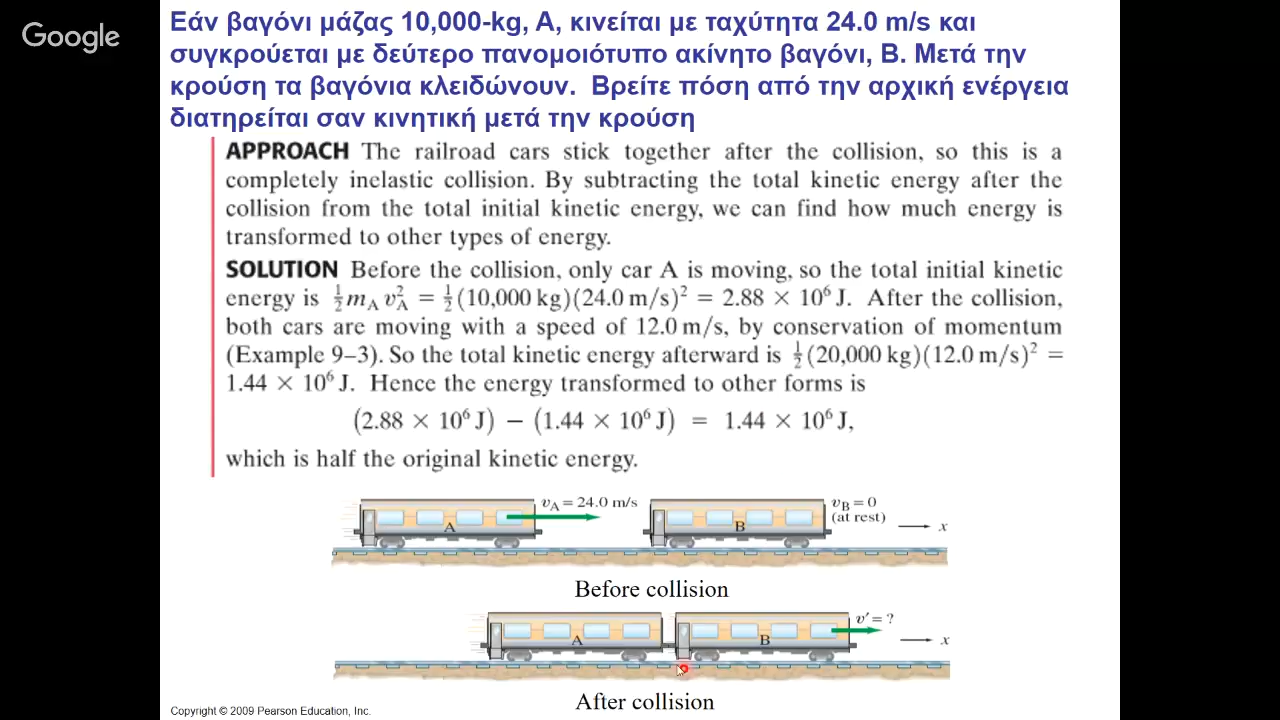 Google
Εάν βαγόνι μάζας 10,000-kg, A, κινείται με ταχύτητα 24.0 m/s και
συγκρούεται με δεύτερο πανομοιότυπο ακίνητο βαγόνι, B. Μετά την
κρούση τα βαγόνια κλειδώνουν. Βρείτε πόση από την αρχική ενέργεια
διατηρείται σαν κινητική μετά την κρούση
APPROACH The railroad cars stick together after the collision, so this is a
completely inelastic collision. By subtracting the total kinetic energy after the
collision from the total initial kinetic energy, we can find how much energy is
transformed to other types of energy.
SOLUTION Before the collision, only car A is moving, so the total initial kinetic
energy is ½ m_A v_A² = ½(10,000 kg)(24.0 m/s)² = 2.88 × 10⁶ J. After the collision,
both cars are moving with a speed of 12.0 m/s, by conservation of momentum
(Example 9–3). So the total kinetic energy afterward is ½(20,000 kg)(12.0 m/s)² =
1.44 × 10⁶ J. Hence the energy transformed to other forms is
(2.88 × 10⁶ J) − (1.44 × 10⁶ J) = 1.44 × 10⁶ J,
which is half the original kinetic energy.
A
v_A = 24.0 m/s
B
v_B = 0
(at rest)
x
Before collision
A
B
v′ = ?
x
After collision
Copyright © 2009 Pearson Education, Inc.